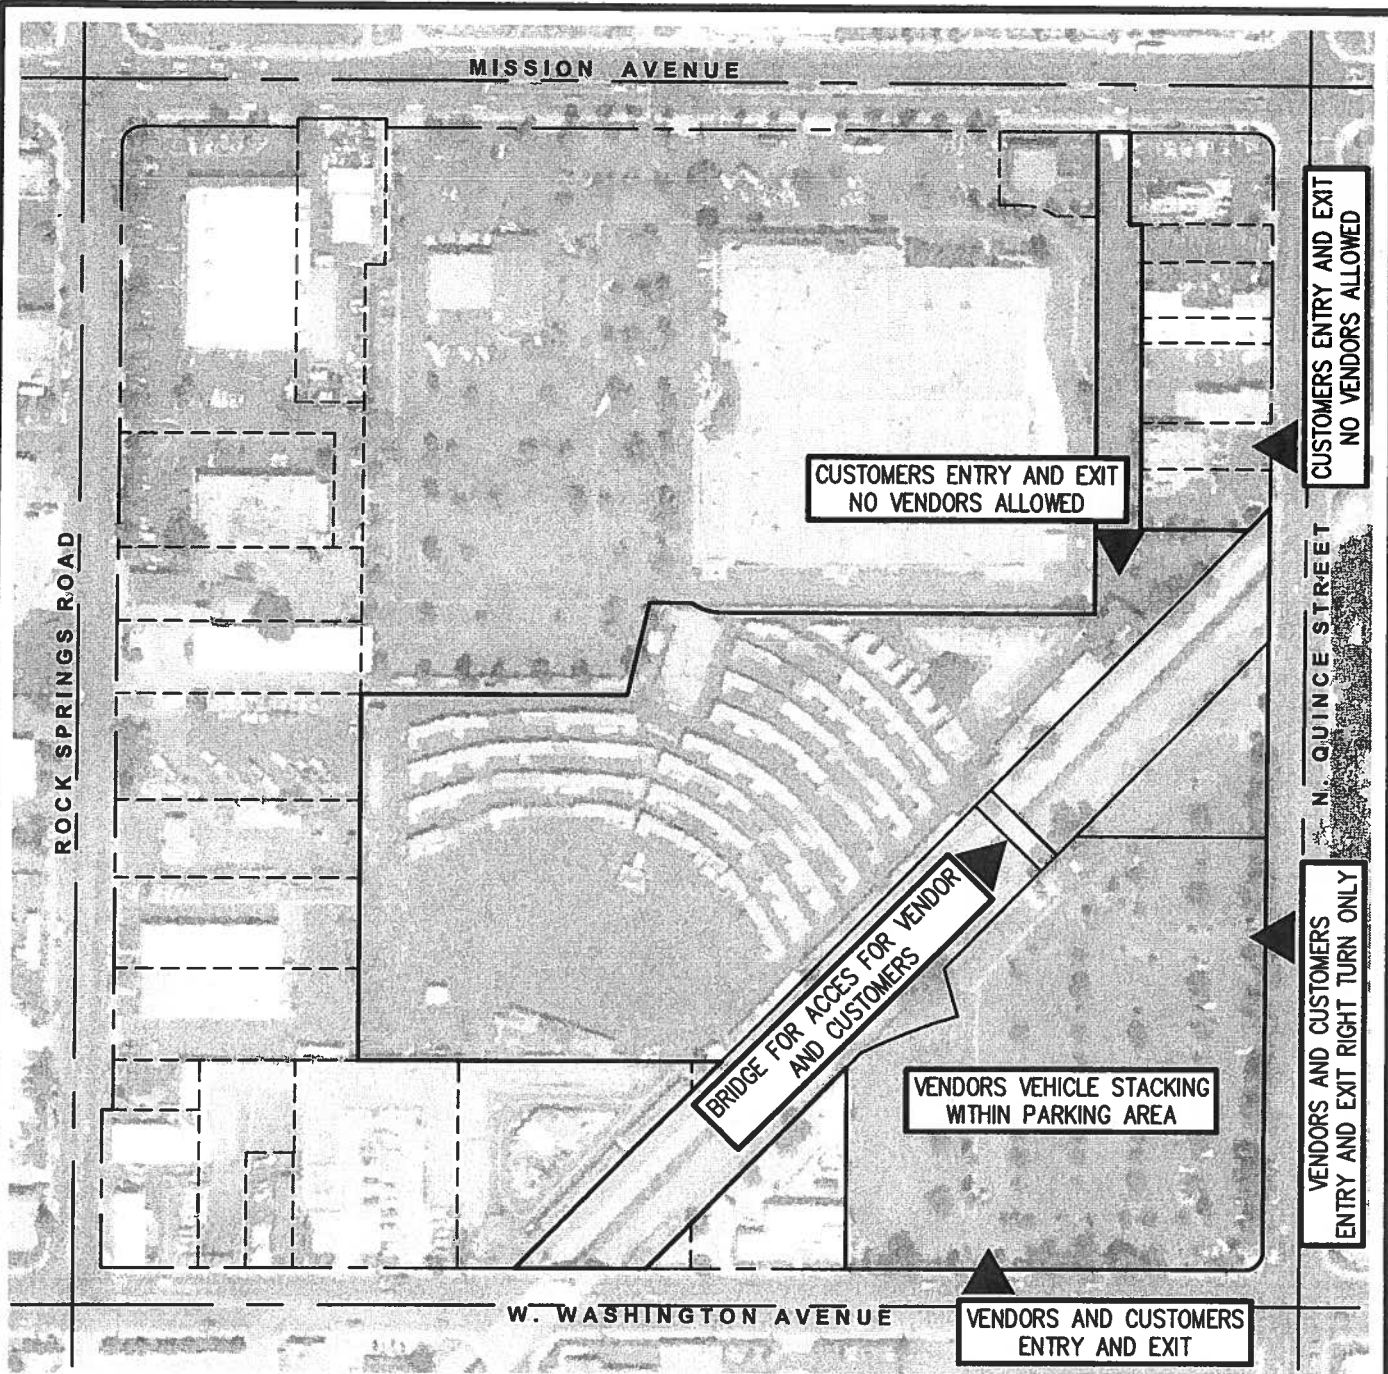 MISSION AVENUE
CUSTOMERS ENTRY AND EXIT
NO VENDORS ALLOWED
CUSTOMERS ENTRY AND EXIT
NO VENDORS ALLOWED
ROCK SPRINGS ROAD
N. QUINCE STREET
BRIDGE FOR ACCES FOR VENDOR
AND CUSTOMERS
VENDORS AND CUSTOMERS
ENTRY AND EXIT RIGHT TURN ONLY
VENDORS VEHICLE STACKING
WITHIN PARKING AREA
W. WASHINGTON AVENUE
VENDORS AND CUSTOMERS
ENTRY AND EXIT